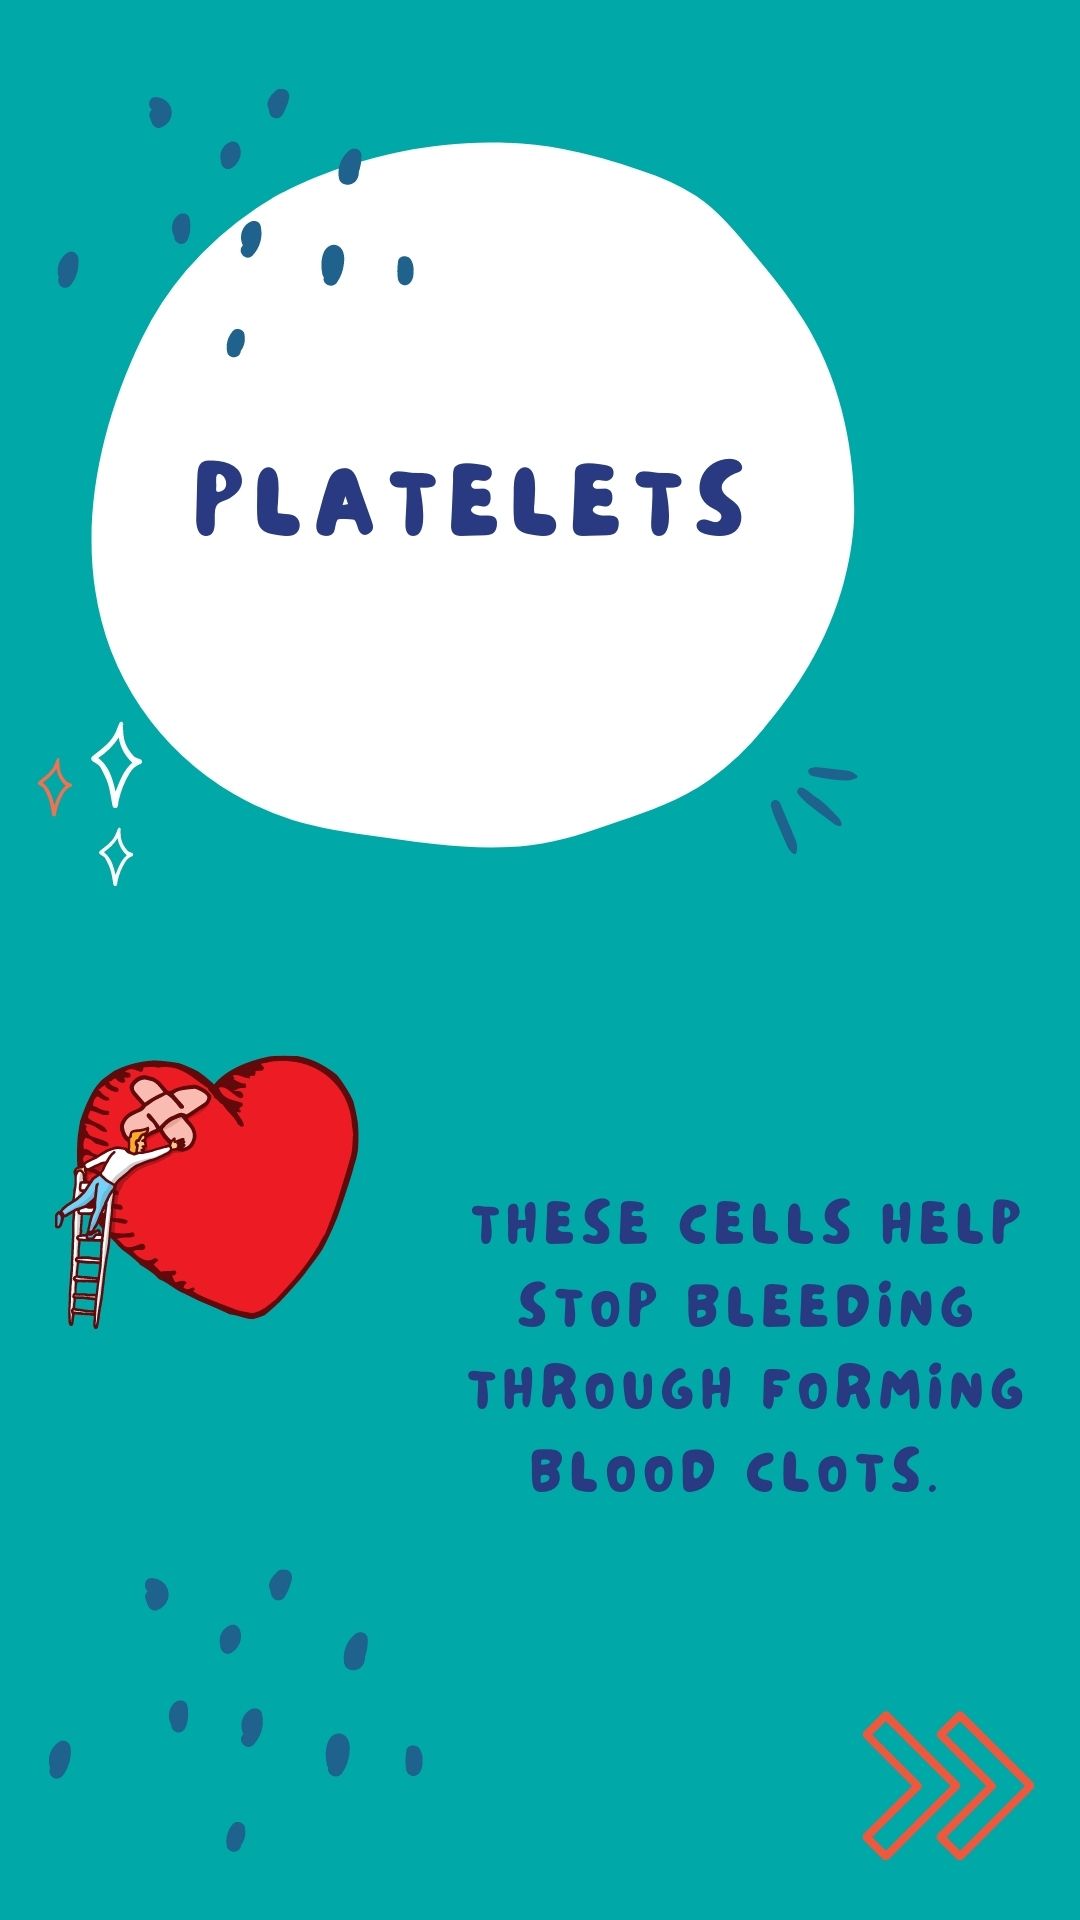 PLATELETS
THESE CELLS HELP
STOP BLEEDING
THROUGH FORMING
BLOOD CLOTS.